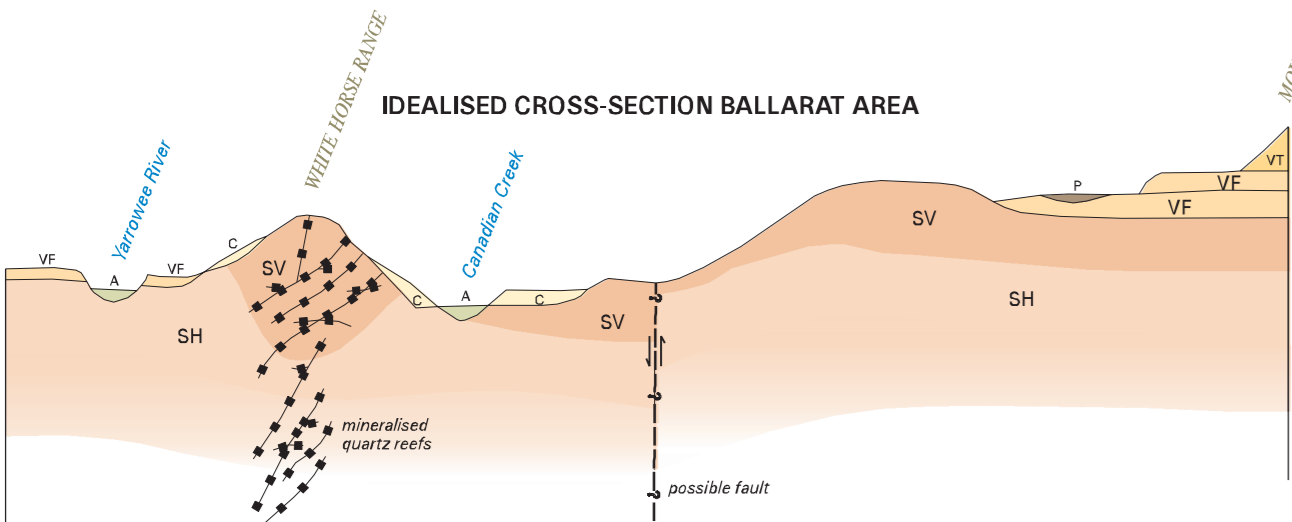 WHITE HORSE RANGE
IDEALISED CROSS-SECTION BALLARAT AREA
Yarrowee River
Canadian Creek
VT
P
VF
VF
SV
C
VF
VF
A
SV
C
A
C
SV
SH
SH
?
?
?
mineralised
quartz reefs
possible fault